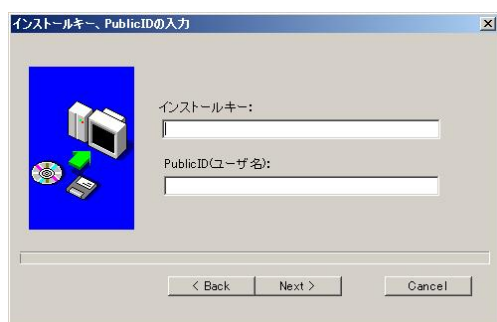 インストールキー、PublicIDの入力
インストールキー:
PublicID(ユーザ名):
< Back
Next >
Cancel